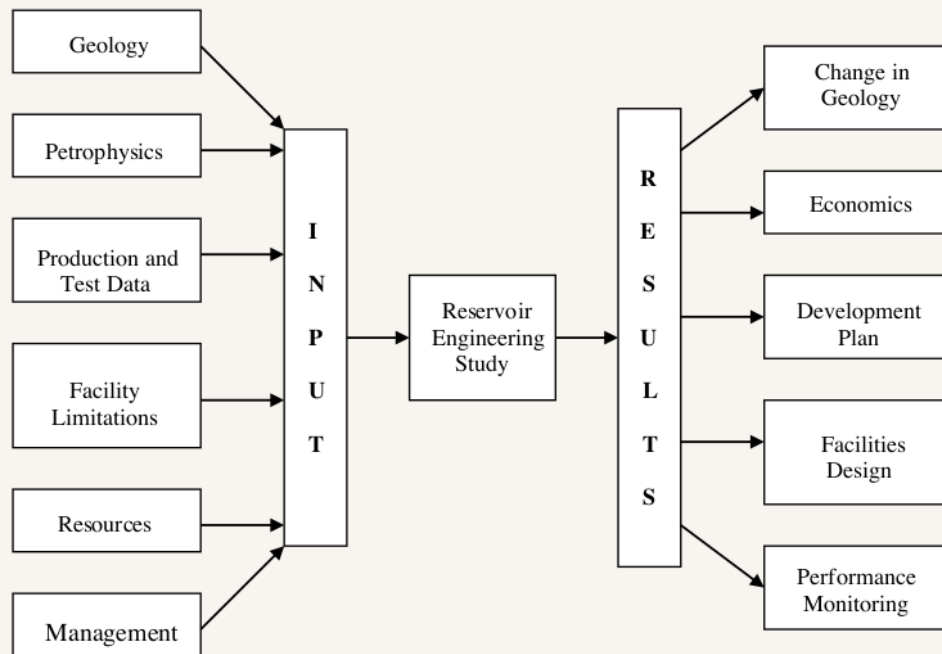 Geology
Petrophysics
Production and
Test Data
Facility
Limitations
Resources
Management
I
N
P
U
T
Reservoir
Engineering
Study
R
E
S
U
L
T
S
Change in
Geology
Economics
Development
Plan
Facilities
Design
Performance
Monitoring